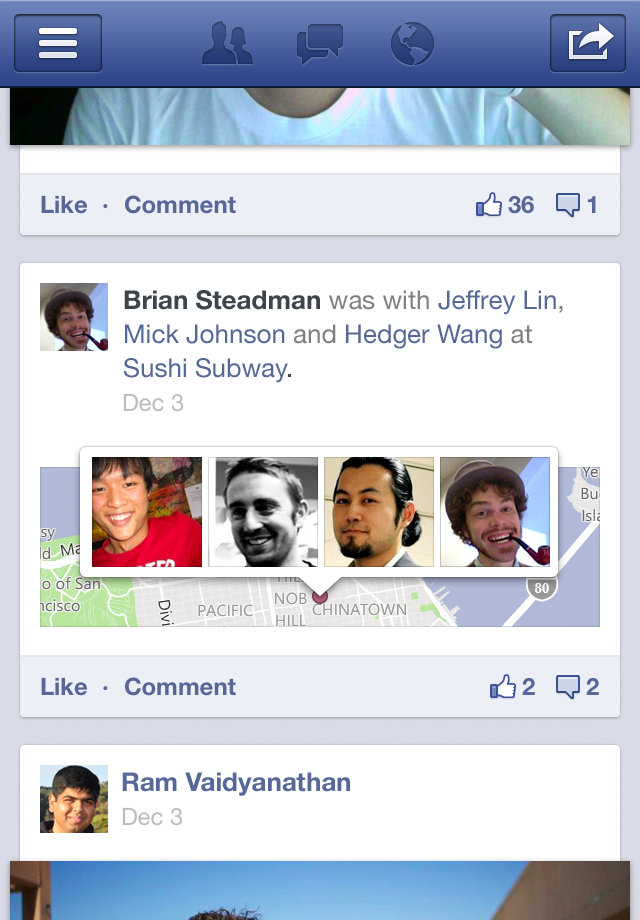 Like · Comment 36 1
Brian Steadman was with Jeffrey Lin,
Mick Johnson and Hedger Wang at
Sushi Subway.
Dec 3
Ye
Bu
Isla
sy
d Ma
o of San
ncisco
Divi
PACIFIC
NOB
HILL
CHINATOWN
80
Like · Comment 2 2
Ram Vaidyanathan
Dec 3